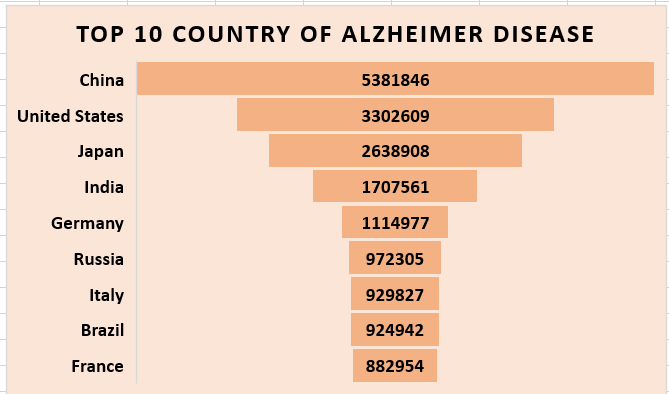 TOP 10 COUNTRY OF ALZHEIMER DISEASE
China 5381846
United States 3302609
Japan 2638908
India 1707561
Germany 1114977
Russia 972305
Italy 929827
Brazil 924942
France 882954